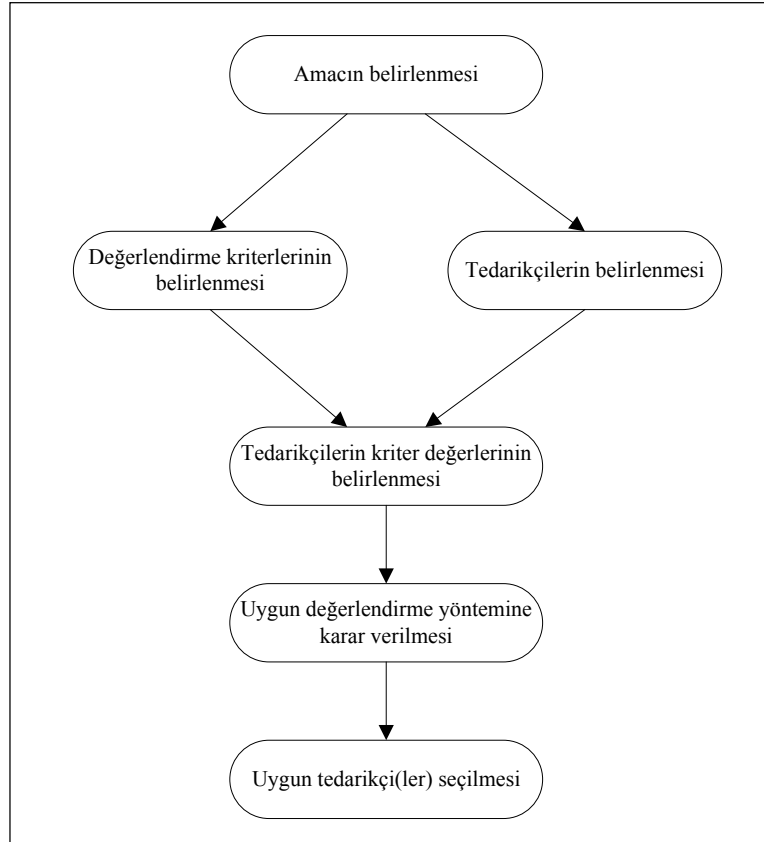 Amacın belirlenmesi
Değerlendirme kriterlerinin
belirlenmesi
Tedarikçilerin belirlenmesi
Tedarikçilerin kriter değerlerinin
belirlenmesi
Uygun değerlendirme yöntemine
karar verilmesi
Uygun tedarikçi(ler) seçilmesi